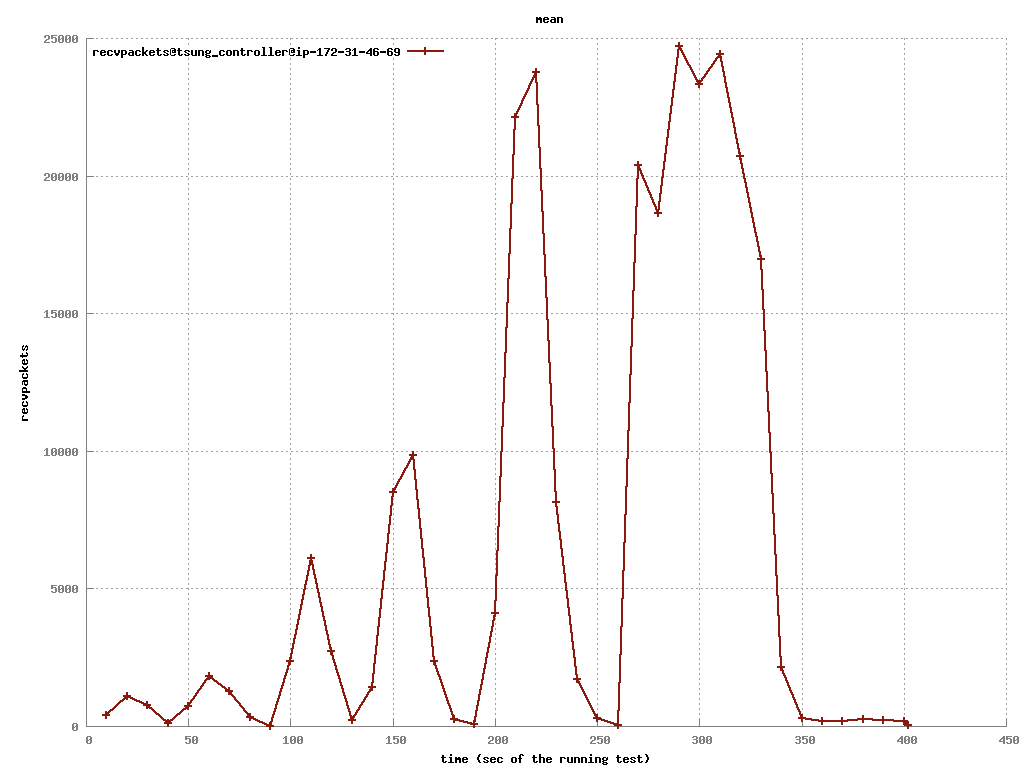 mean
recvpackets@tsung_controller@ip-172-31-46-69
25000
20000
15000
10000
5000
0
recvpackets
0 50 100 150 200 250 300 350 400 450
time (sec of the running test)